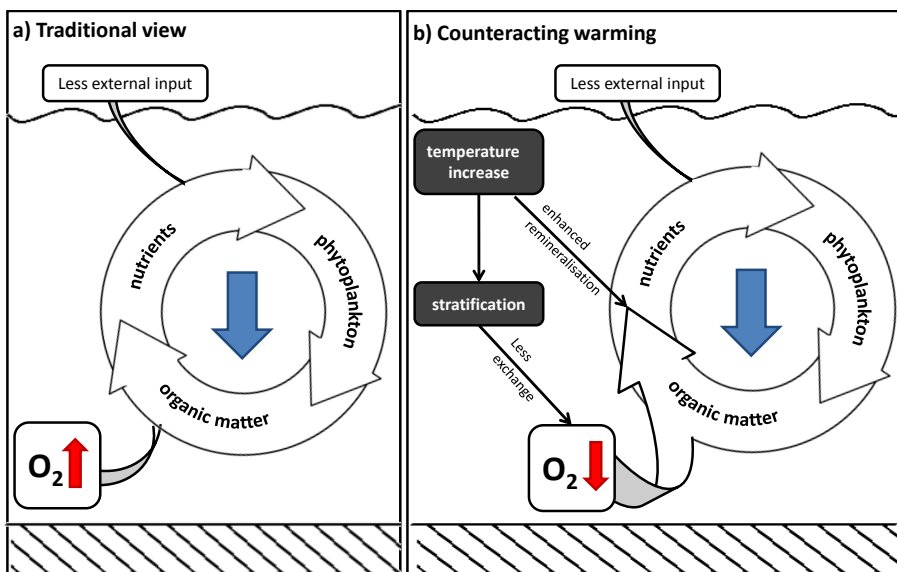 a) Traditional view
Less external input
nutrients
phytoplankton
organic matter
O₂
b) Counteracting warming
Less external input
temperature
increase
enhanced
remineralisation
nutrients
phytoplankton
stratification
Less
exchange
organic matter
O₂